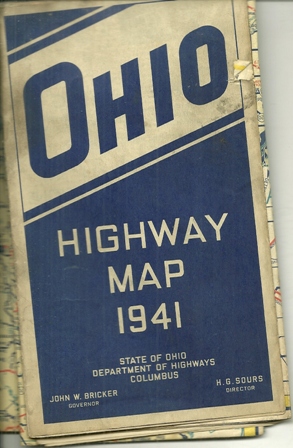 OHIO
HIGHWAY
MAP
1941
STATE OF OHIO
DEPARTMENT OF HIGHWAYS
COLUMBUS
JOHN W. BRICKER
GOVERNOR
H.G. SOURS
DIRECTOR